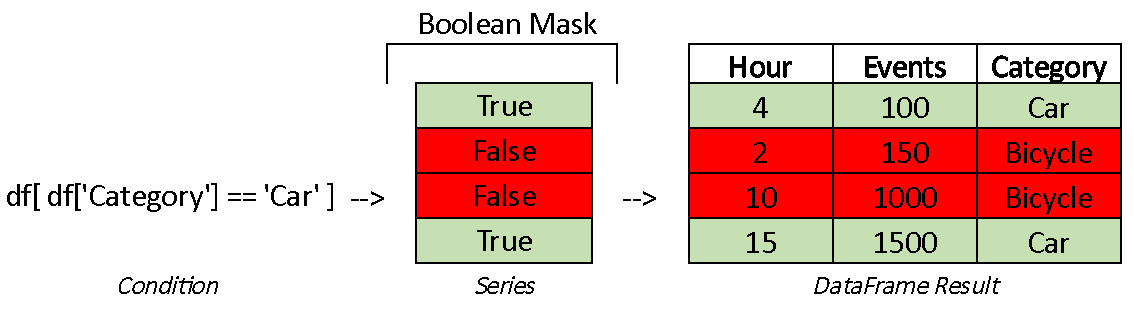 Boolean Mask
Hour Events Category
True 4 100 Car
False 2 150 Bicycle
df[ df['Category'] == 'Car' ] --> False --> 10 1000 Bicycle
True 15 1500 Car
Condition Series DataFrame Result